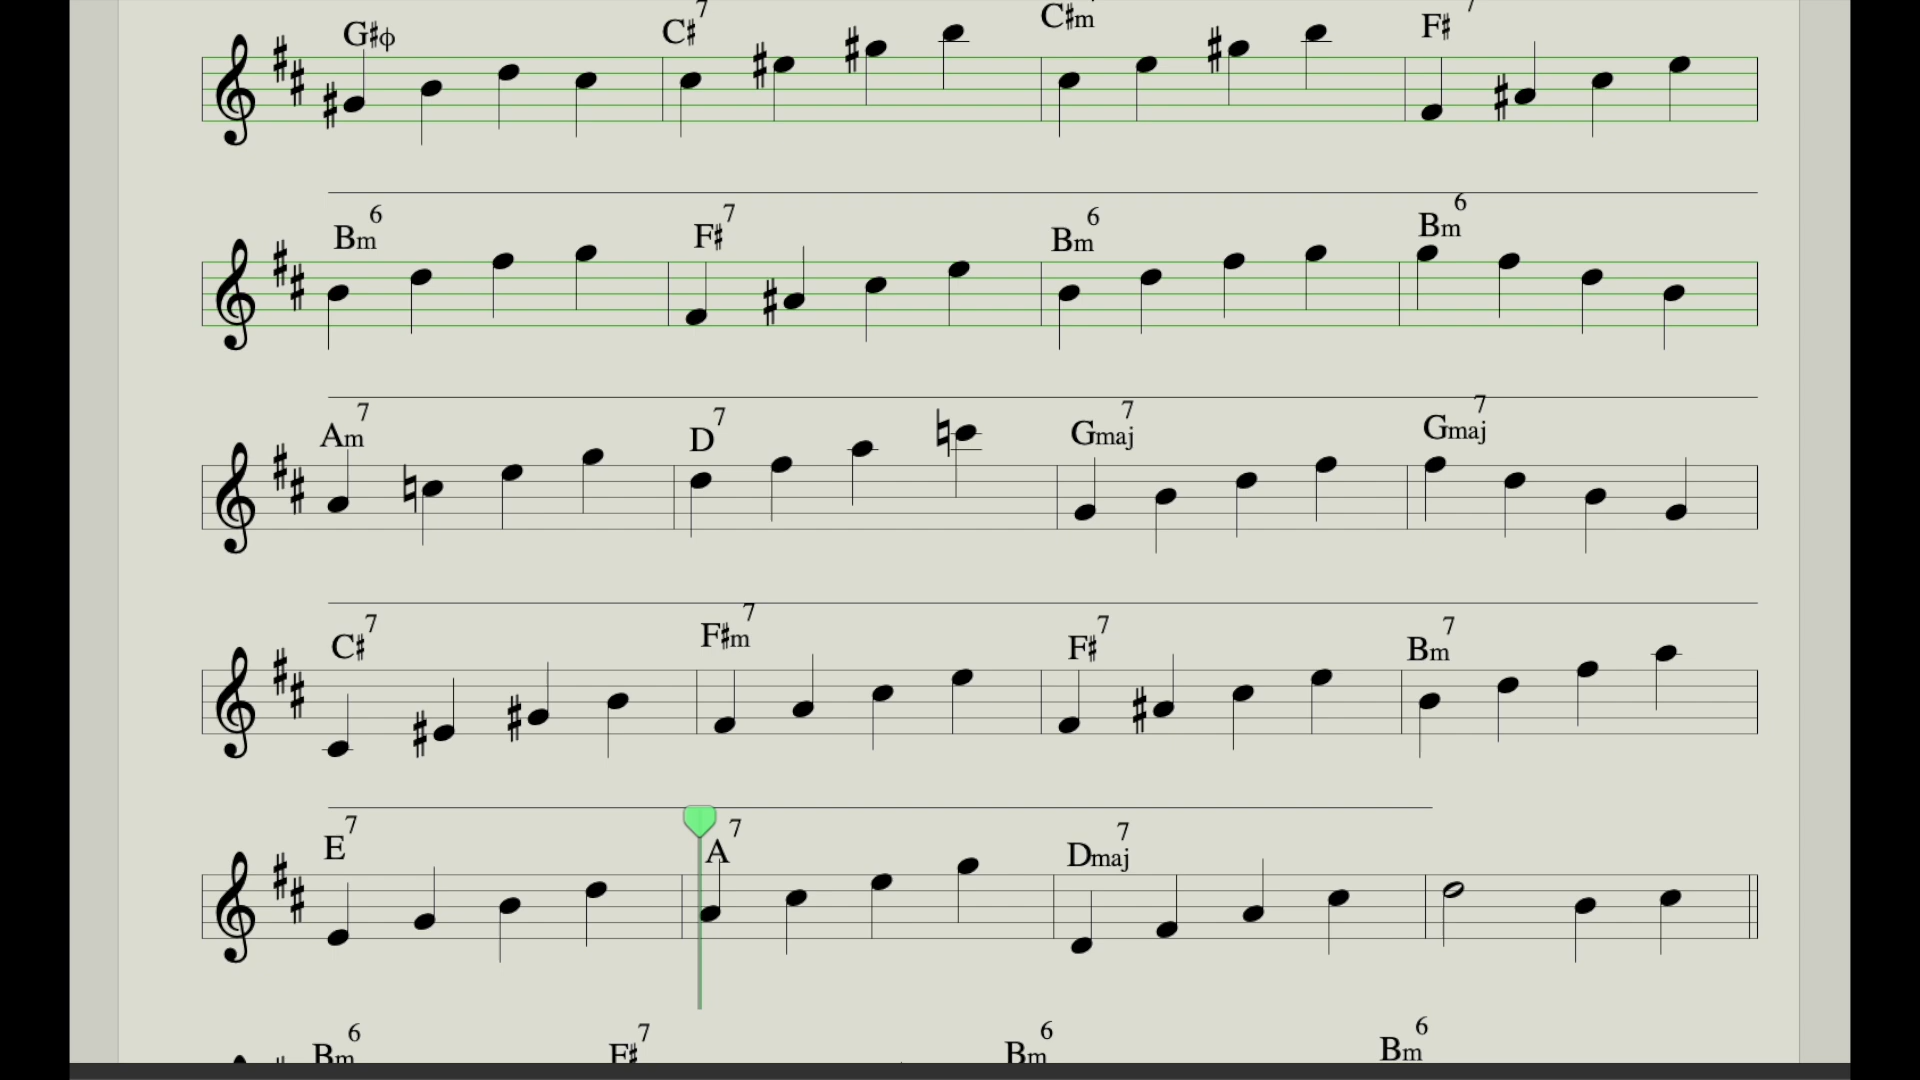 G♯ϕ C♯7 C♯m F♯7
Bm6 F♯7 Bm6 Bm6
Am7 D7 Gmaj7 Gmaj7
C♯7 F♯m7 F♯7 Bm7
E7 A7 Dmaj7
Bm6 F♯7 Bm6 Bm6